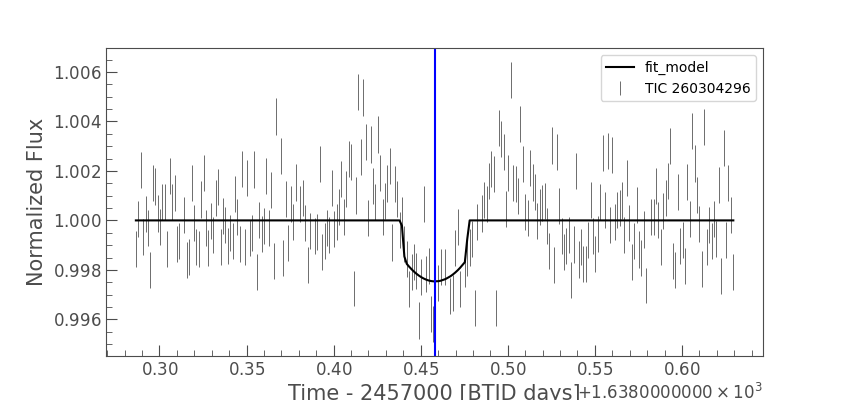 1.006
1.004
1.002
1.000
0.998
0.996
Normalized Flux
fit_model
TIC 260304296
0.30 0.35 0.40 0.45 0.50 0.55 0.60
Time - 2457000 [BTJD days]
+1.6380000000 × 10³